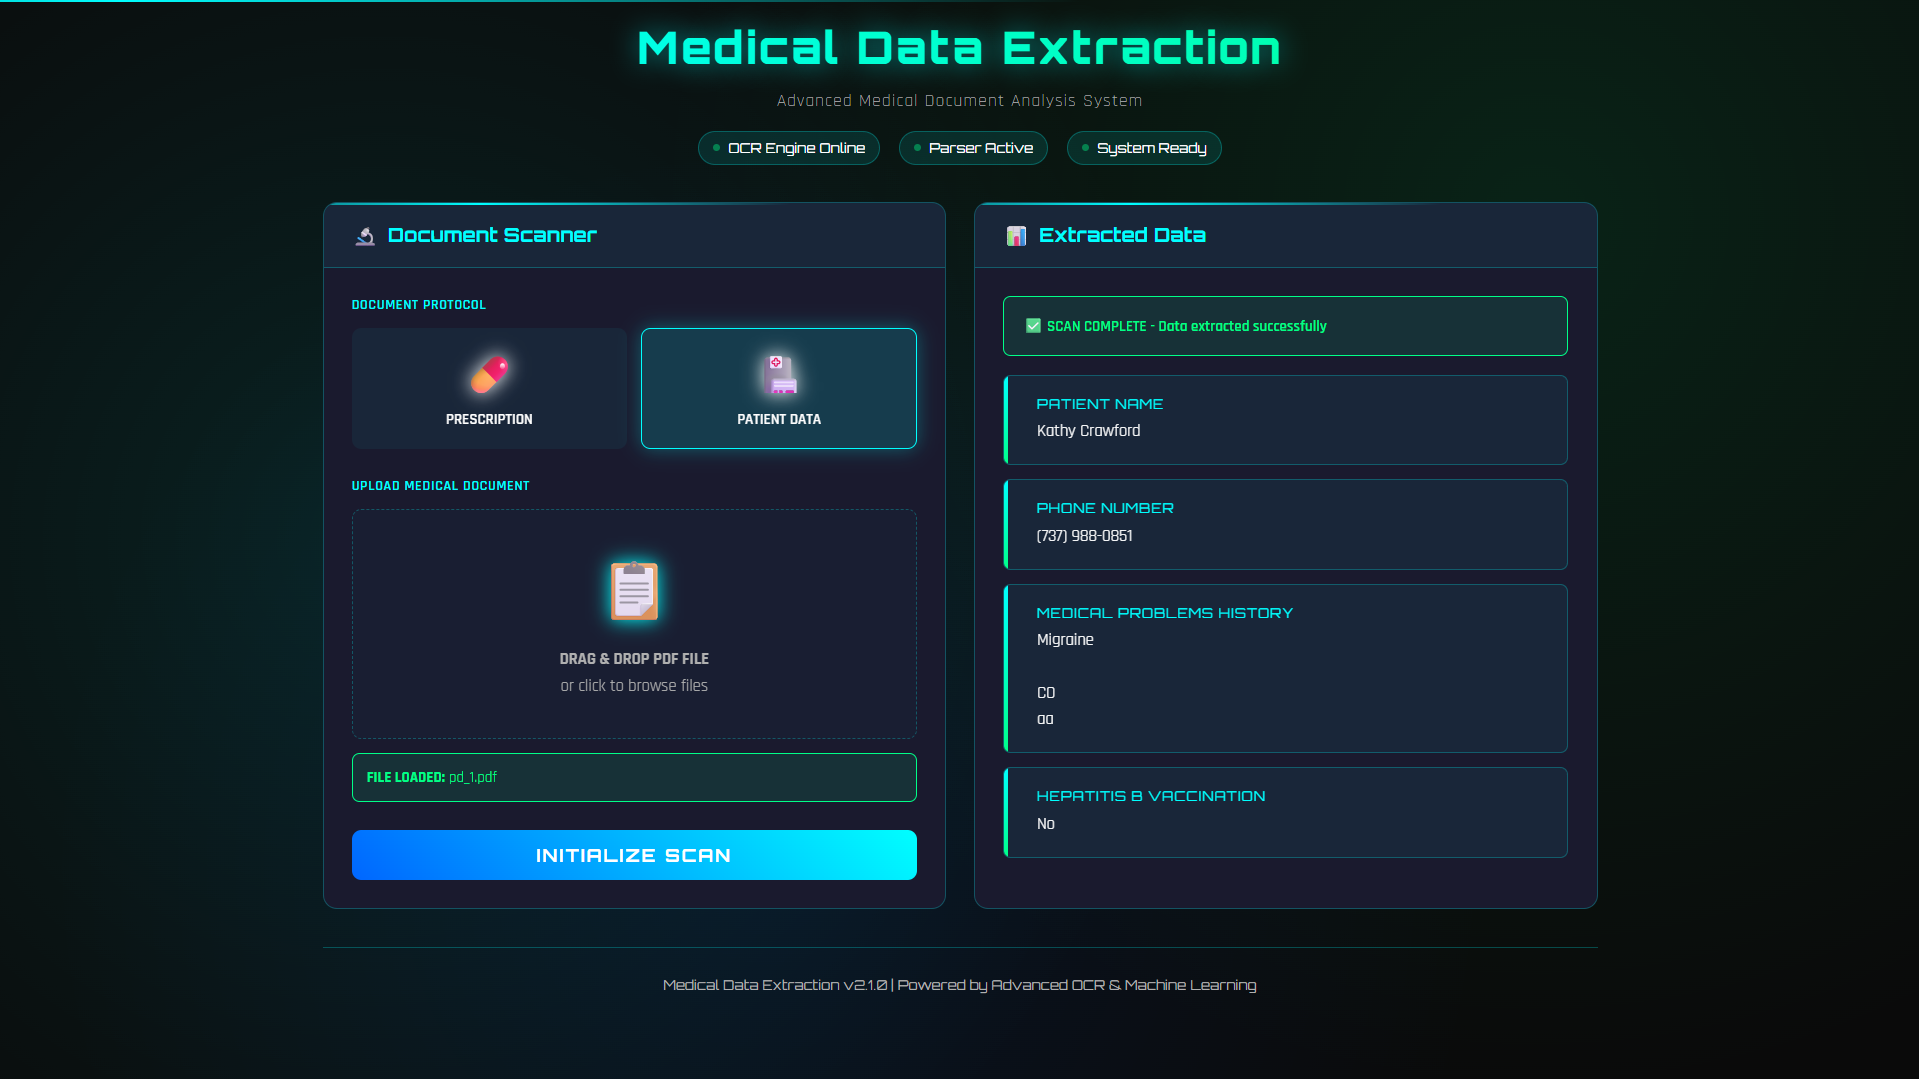 Medical Data Extraction
Advanced Medical Document Analysis System
OCR Engine Online
Parser Active
System Ready
Document Scanner
DOCUMENT PROTOCOL
PRESCRIPTION
PATIENT DATA
UPLOAD MEDICAL DOCUMENT
DRAG & DROP PDF FILE
or click to browse files
FILE LOADED: pd_1.pdf
INITIALIZE SCAN
Extracted Data
✅ SCAN COMPLETE - Data extracted successfully
PATIENT NAME
Kathy Crawford
PHONE NUMBER
(737) 988-0851
MEDICAL PROBLEMS HISTORY
Migraine
CO
aa
HEPATITIS B VACCINATION
No
Medical Data Extraction v2.1.0 | Powered by Advanced OCR & Machine Learning